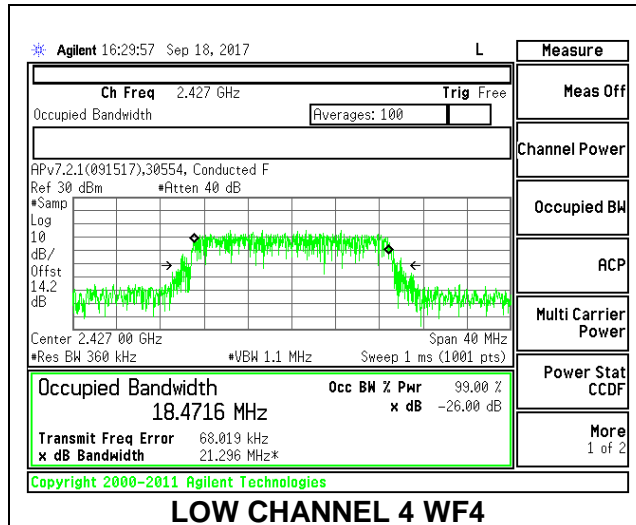 Agilent 16:29:57 Sep 18, 2017 L
Measure
Ch Freq 2.427 GHz Trig Free
Meas Off
Occupied Bandwidth Averages: 100
Channel Power
APv7.2.1(091517),30554, Conducted F
Ref 30 dBm #Atten 40 dB
#Samp
Log
10
dB/
Offst
14.2
dB
Occupied BW
ACP
Center 2.427 00 GHz Span 40 MHz
#Res BW 360 kHz #VBW 1.1 MHz Sweep 1 ms (1001 pts)
Multi Carrier
Power
Occupied Bandwidth Occ BW % Pwr 99.00 %
18.4716 MHz x dB -26.00 dB
Power Stat
CCDF
Transmit Freq Error 68.019 kHz
x dB Bandwidth 21.296 MHz*
More
1 of 2
Copyright 2000-2011 Agilent Technologies
LOW CHANNEL 4 WF4